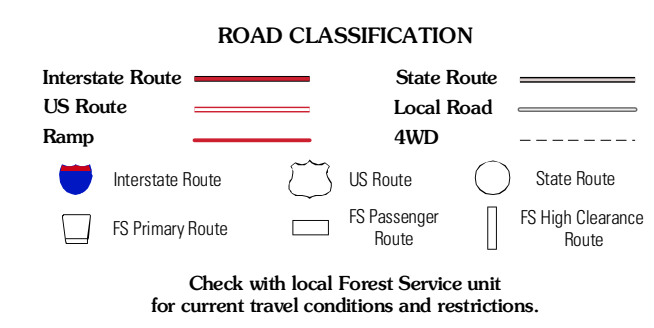 ROAD CLASSIFICATION
Interstate Route
State Route
US Route
Local Road
Ramp
4WD
Interstate Route
US Route
State Route
FS Primary Route
FS Passenger
Route
FS High Clearance
Route
Check with local Forest Service unit
for current travel conditions and restrictions.